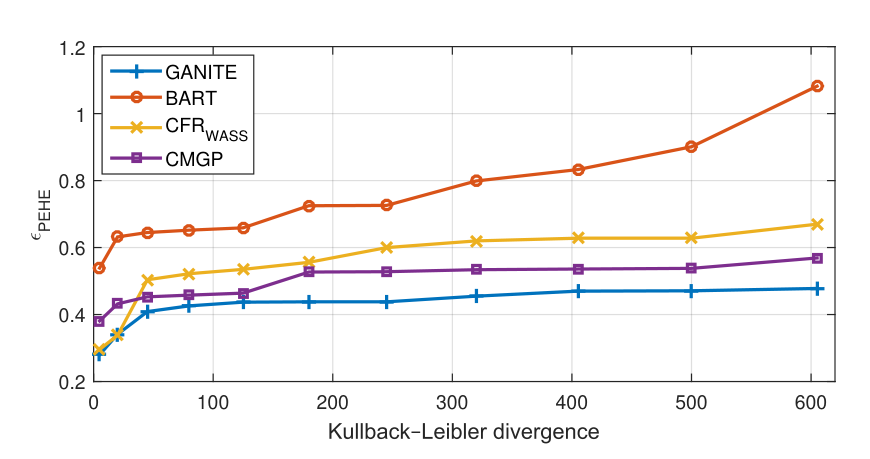 1.2
1
0.8
0.6
0.4
0.2
ϵPEHE
GANITE
BART
CFRWASS
CMGP
0 100 200 300 400 500 600
Kullback–Leibler divergence